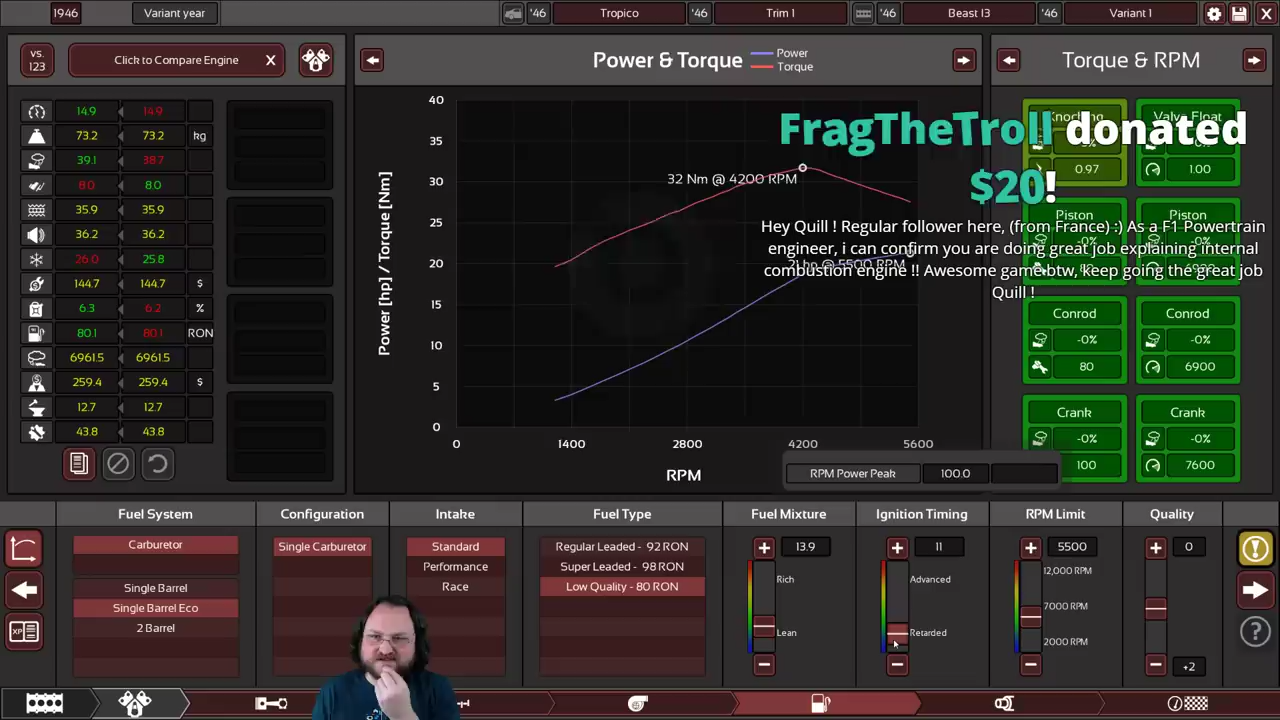 1946
Variant year
'46
Tropico
'46
Trim 1
'46
Beast I3
'46
Variant 1
vs.
123
Click to Compare Engine
X
Power & Torque
Power
Torque
Torque & RPM
FragTheTroll donated
$20!
Hey Quill ! Regular follower here, (from France) :) As a F1 Powertrain
engineer, i can confirm you are doing great job explaining internal
combustion engine !! Awesome game btw, keep going the great job
Quill !
14.9 14.9
73.2 73.2 kg
39.1 38.7
8.0 8.0
35.9 35.9
36.2 36.2
26.0 25.8
144.7 144.7 $
6.3 6.2 %
80.1 80.1 RON
6961.5 6961.5
259.4 259.4 $
12.7 12.7
43.8 43.8
Power [hp] / Torque [Nm]
40
35
30
25
20
15
10
5
0
32 Nm @ 4200 RPM
@ 5500 RPM
0 1400 2800 4200 5600
RPM
RPM Power Peak 100.0
Knocking
0.97
Valve Float
1.00
Piston
Piston
Conrod
-0%
80
Conrod
-0%
6900
Crank
-0%
100
Crank
-0%
7600
Fuel System
Carburetor
Single Barrel
Single Barrel Eco
2 Barrel
Configuration
Single Carburetor
Intake
Standard
Performance
Race
Fuel Type
Regular Leaded - 92 RON
Super Leaded - 98 RON
Low Quality - 80 RON
Fuel Mixture
13.9
Rich
Lean
Ignition Timing
11
Advanced
Retarded
RPM Limit
5500
12,000 RPM
7000 RPM
2000 RPM
Quality
0
+2
XP